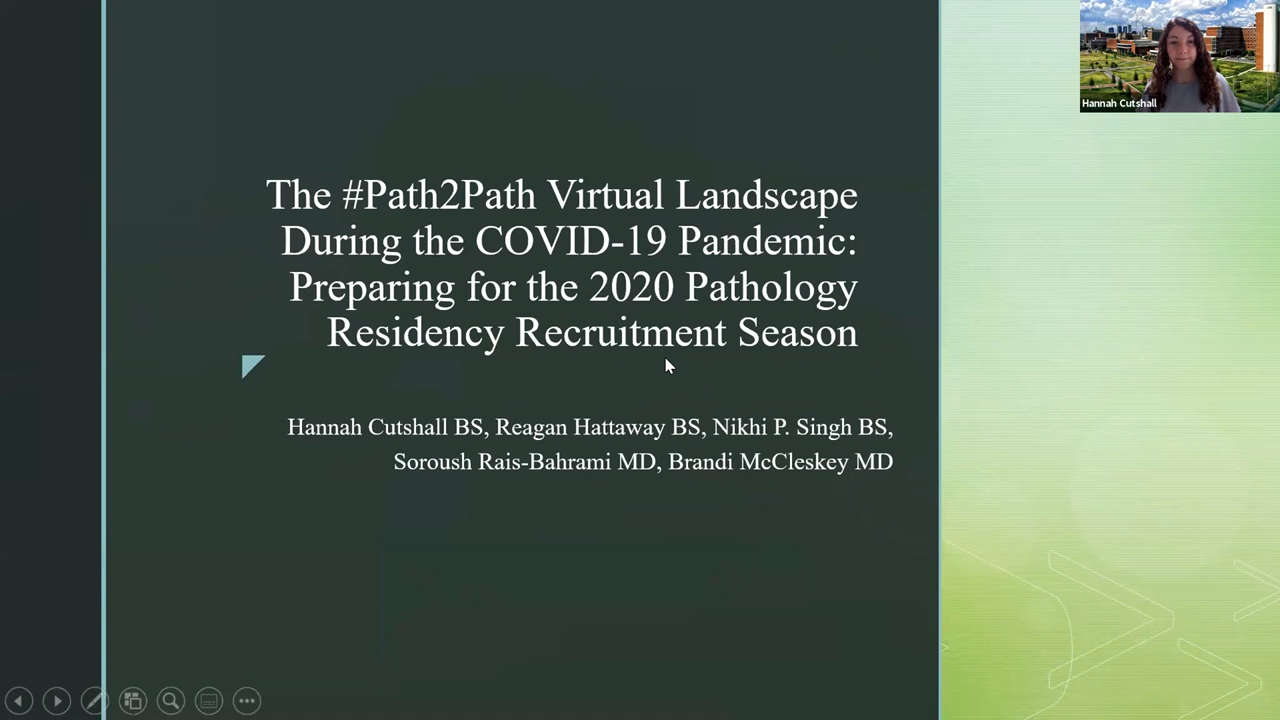 The #Path2Path Virtual Landscape
During the COVID-19 Pandemic:
Preparing for the 2020 Pathology
Residency Recruitment Season
Hannah Cutshall BS, Reagan Hattaway BS, Nikhi P. Singh BS,
Soroush Rais-Bahrami MD, Brandi McCleskey MD
Hannah Cutshall